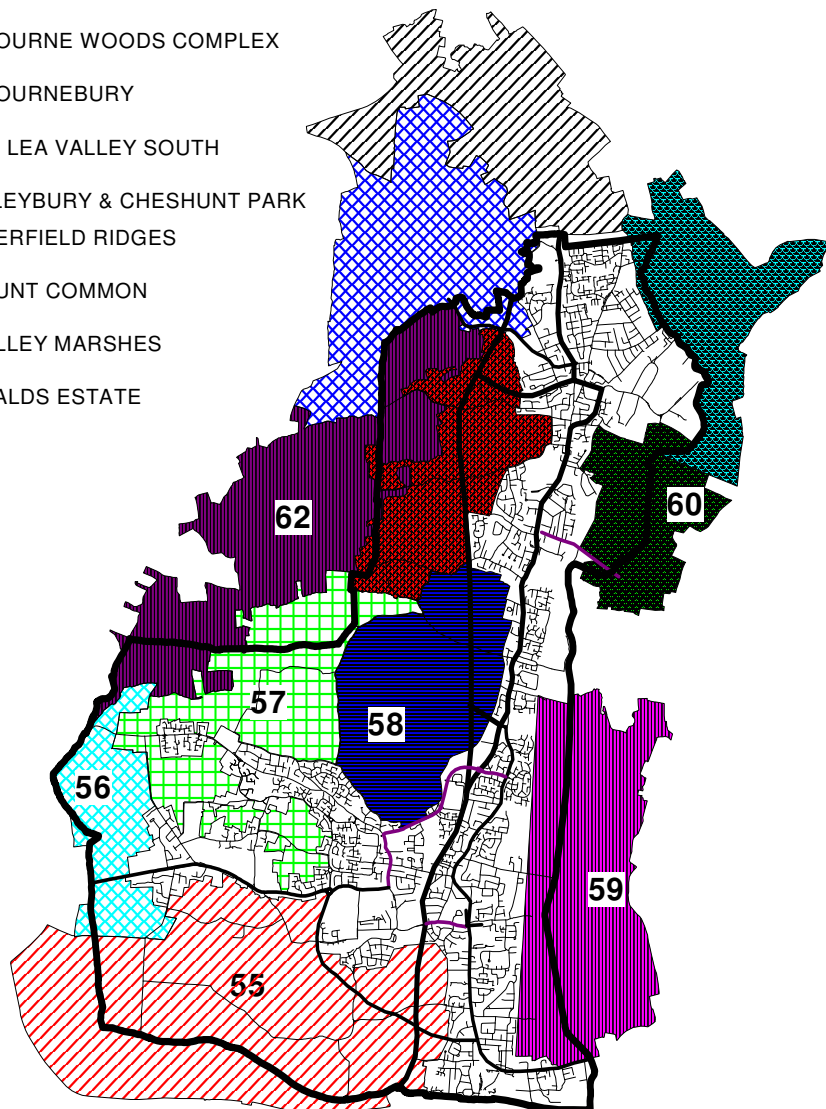 OURNE WOODS COMPLEX
OURNEBURY
LEA VALLEY SOUTH
LEYBURY & CHESHUNT PARK
ERFIELD RIDGES
UNT COMMON
LLEY MARSHES
ALDS ESTATE
62
60
57
58
56
59
55